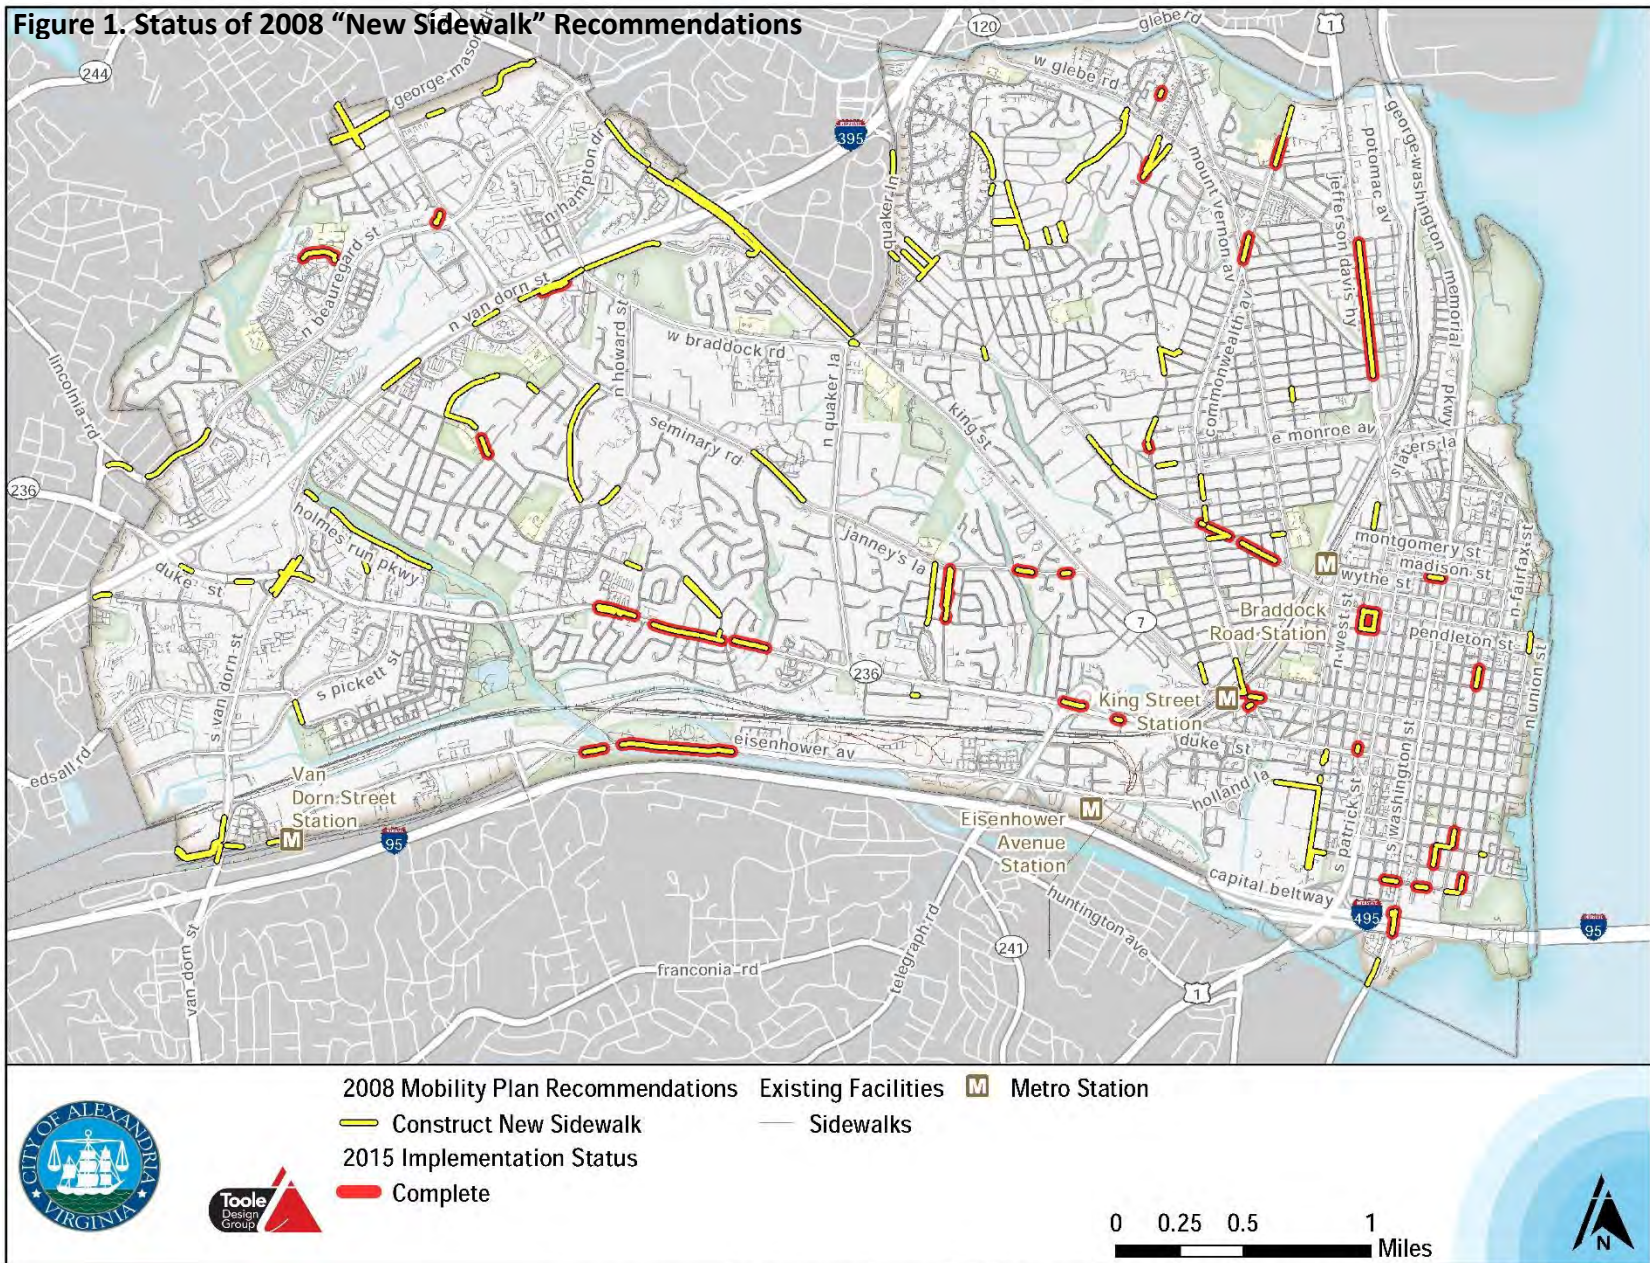 Figure 1. Status of 2008 “New Sidewalk” Recommendations
120
glebe rd
1
244
george-mason
w glebe rd
395
n hampton dr
quaker ln
mount vernon av
jefferson davis hy
potomac av
george-washington
memorial
pkwy
n beauregard st
n van dorn st
n howard st
w braddock rd
n quaker la
commonwealth av
lincolnia-rd
king st
e monroe av
slaters la
seminary rd
236
holmes run pkwy
janney's la
montgomery st
madison st
wythe st
n-fairfax-st
duke st
Braddock
Road Station
M
n-west-st
pendleton st
7
n union st
s van dorn st
s pickett st
236
M
King Street
Station
duke st
edsall rd
eisenhower av
Van
Dorn Street
Station
M
95
holland la
M
Eisenhower
Avenue
Station
s patrick st
s washington st
capital beltway
495
95
huntington ave
van dorn st
telegraph rd
241
franconia-rd
1
2008 Mobility Plan Recommendations Existing Facilities M Metro Station
Construct New Sidewalk Sidewalks
2015 Implementation Status
Complete
CITY OF ALEXANDRIA
VIRGINIA
Toole
Design
Group
0 0.25 0.5 1
Miles
N